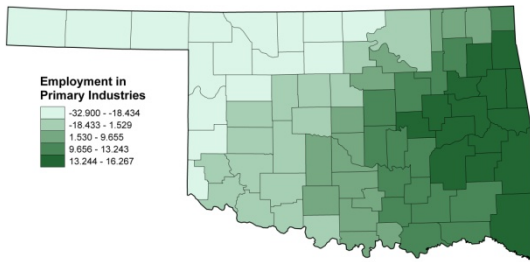 Employment in
Primary Industries
-32.900 - -18.434
-18.433 - 1.529
1.530 - 9.655
9.656 - 13.243
13.244 - 16.267